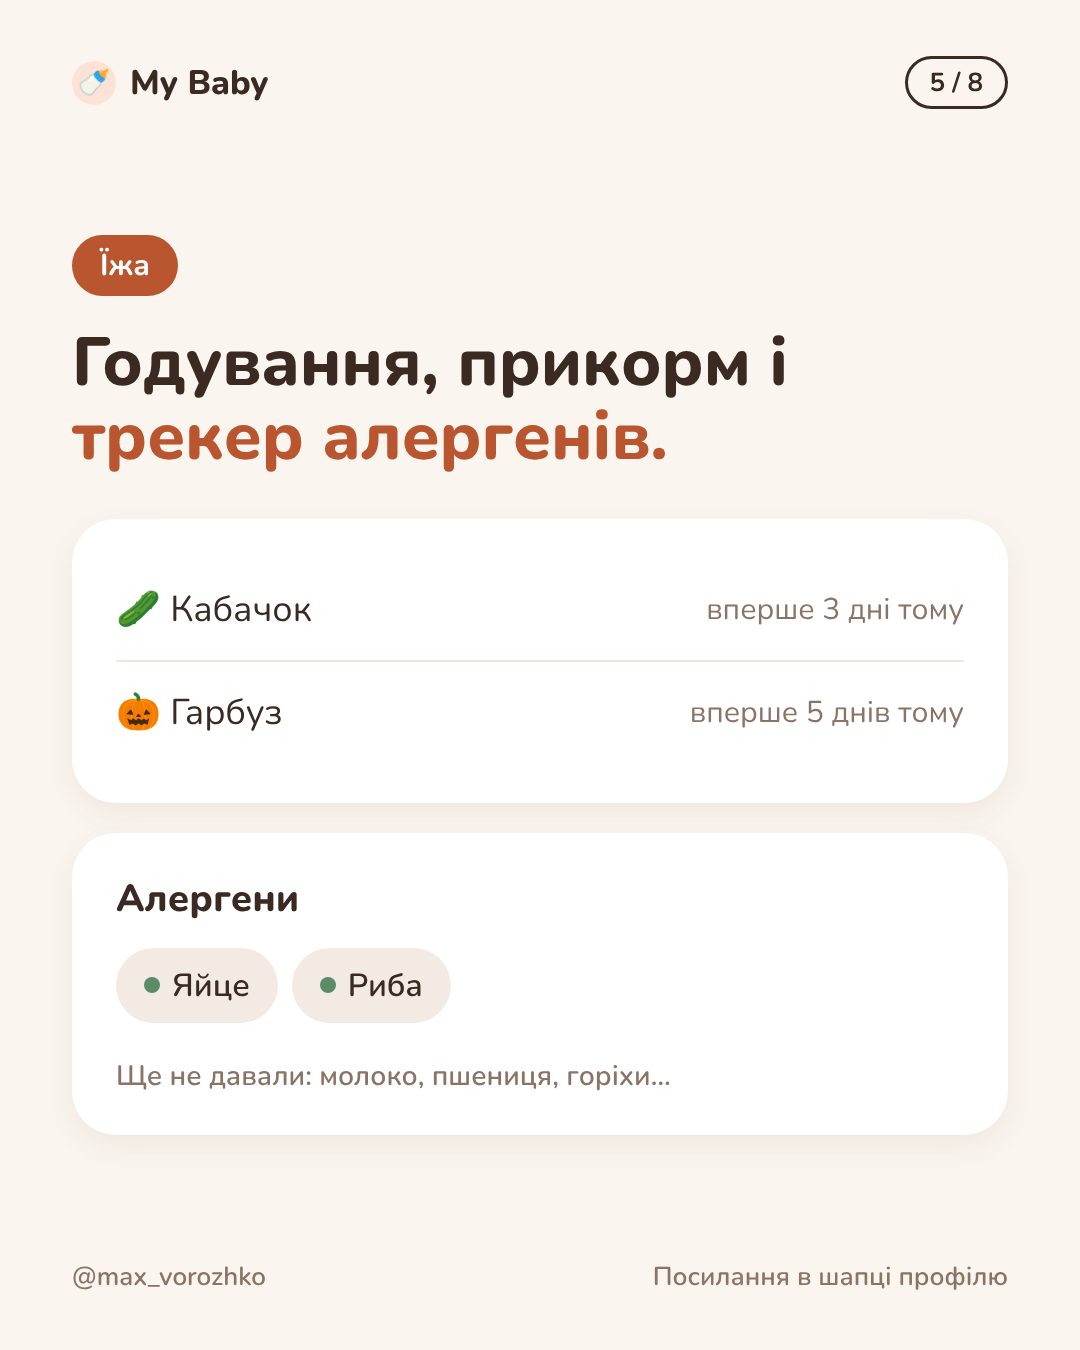 My Baby
5 / 8
Їжа
Годування, прикорм і
трекер алергенів.
Кабачок
вперше 3 дні тому
Гарбуз
вперше 5 днів тому
Алергени
Яйце
Риба
Ще не давали: молоко, пшениця, горіхи...
@max_vorozhko
Посилання в шапці профілю